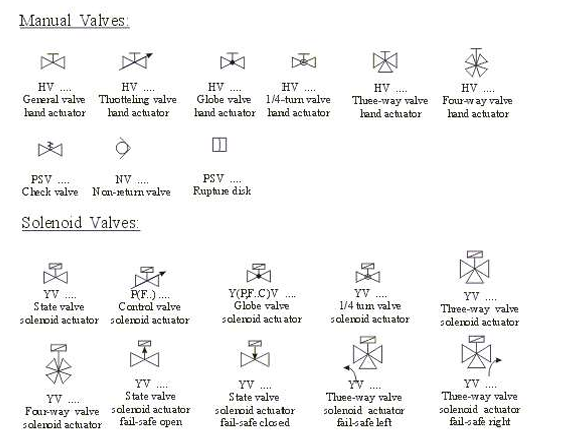 Manual Valves:
HV ....
General valve
hand actuator
HV ....
Throtteling valve
hand actuator
HV ....
Globe valve
hand actuator
HV ....
1/4-turn valve
hand actuator
HV ....
Three-way valve
hand actuator
HV ....
Four-way valve
hand actuator
PSV ....
Check valve
NV ....
Non-return valve
PSV ....
Rupture disk
Solenoid Valves:
YV ....
State valve
solenoid actuator
P(F..) ....
Control valve
solenoid actuator
Y(P,F..C)V ....
Globe valve
solenoid actuator
YV ....
1/4 turn valve
solenoid actuator
YV ....
Three-way valve
solenoid actuator
YV ....
Four-way valve
solenoid actuator
YV ....
State valve
solenoid actuator
fail-safe open
YV ....
State valve
solenoid actuator
fail-safe closed
YV ....
Three-way valve
solenoid actuator
fail-safe left
YV ....
Three-way valve
solenoid actuator
fail-safe right